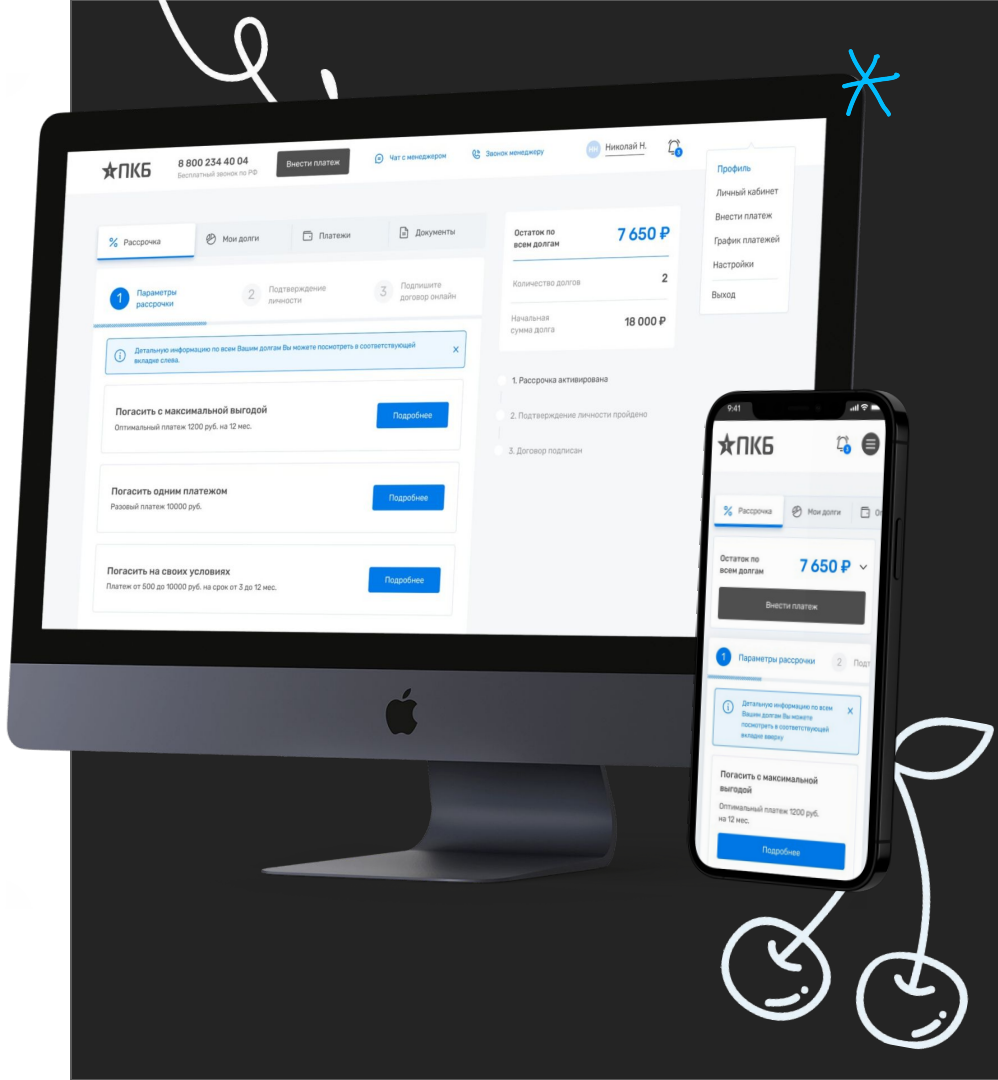 ПКБ
8 800 234 40 04
Бесплатный звонок по РФ
Внести платеж
Чат с менеджером
Звонок менеджеру
НН
Николай Н.
3
Профиль
Личный кабинет
Внести платеж
График платежей
Настройки
Выход
Рассрочка
Мои долги
Платежи
Документы
1
Параметры
рассрочки
2
Подтверждение
личности
3
Подпишите
договор онлайн
Детальную информацию по всем Вашим долгам Вы можете посмотреть в соответствующей
вкладке слева.
Погасить с максимальной выгодой
Оптимальный платеж 1200 руб. на 12 мес.
Подробнее
Погасить одним платежом
Разовый платеж 10000 руб.
Подробнее
Погасить на своих условиях
Платеж от 500 до 10000 руб. на срок от 3 до 12 мес.
Подробнее
Остаток по
всем долгам
7 650 ₽
Количество долгов
2
Начальная
сумма долга
18 000 ₽
1. Рассрочка активирована
2. Подтверждение личности пройдено
3. Договор подписан
9:41
ПКБ
3
Рассрочка
Мои долги
Остаток по
всем долгам
7 650 ₽
Внести платеж
1
Параметры рассрочки
2
Подт
Детальную информацию по всем
Вашим долгам Вы можете
посмотреть в соответствующей
вкладке вверху
Погасить с максимальной
выгодой
Оптимальный платеж 1200 руб.
на 12 мес.
Подробнее